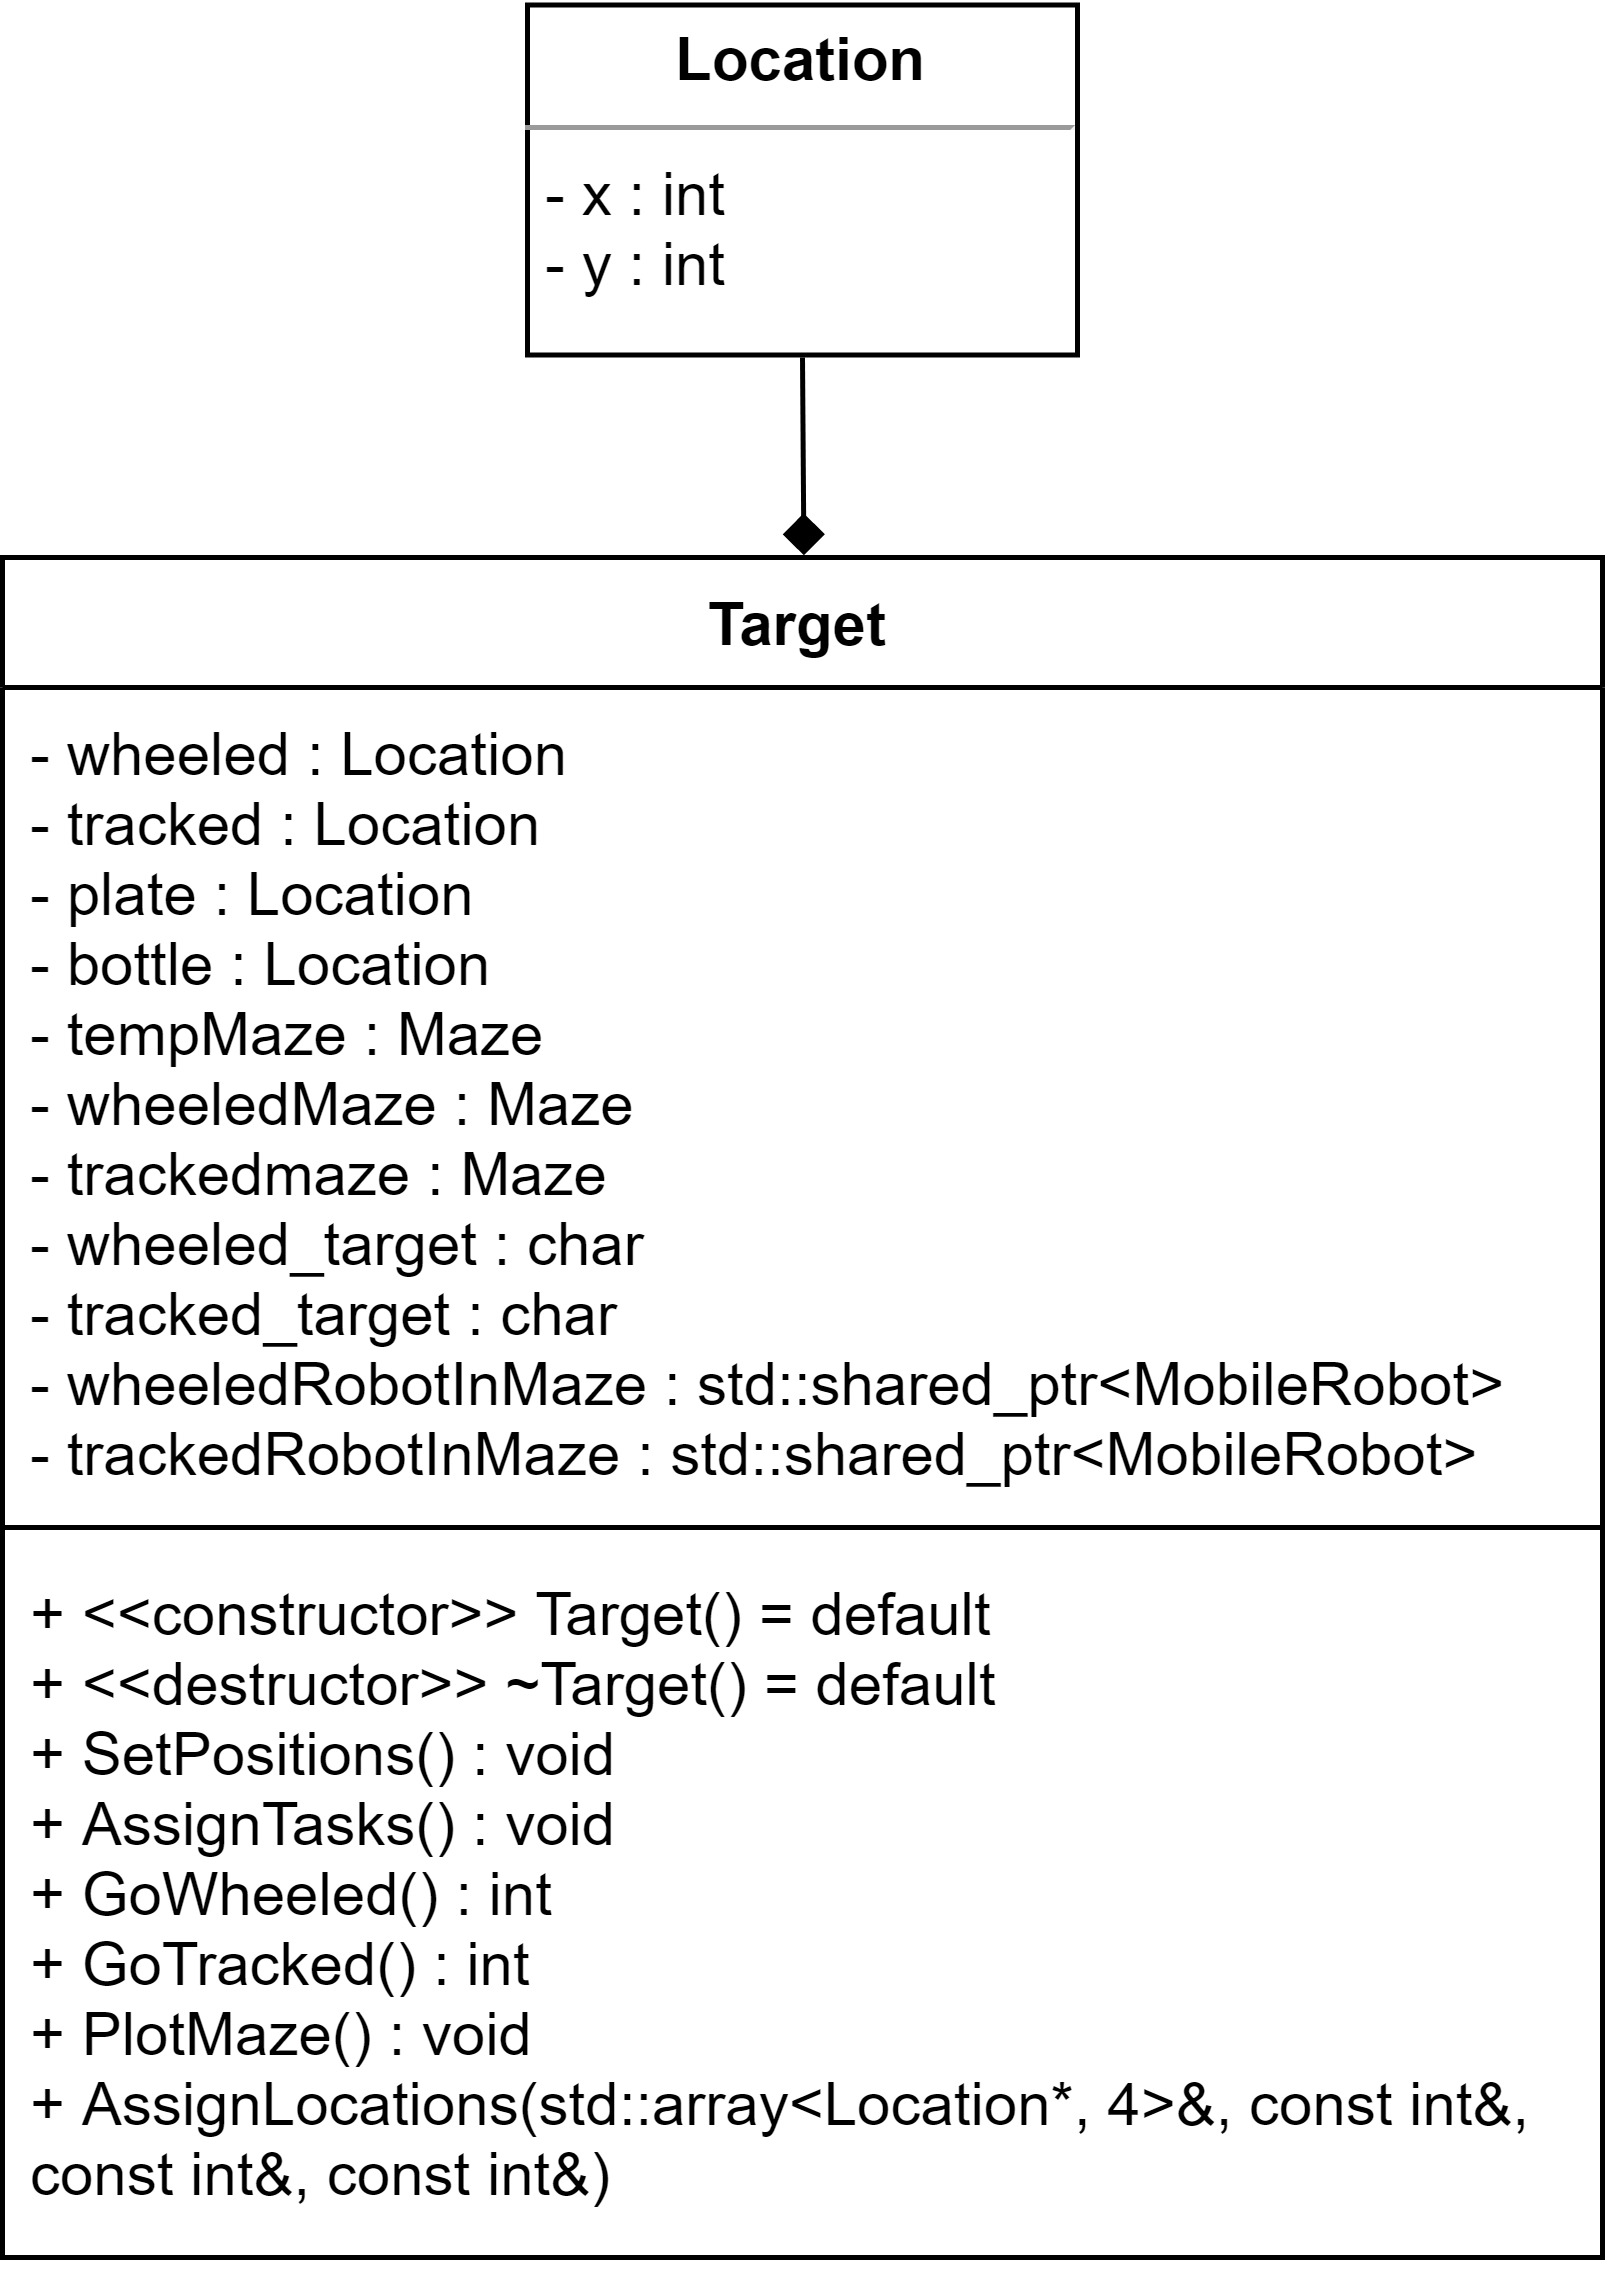 Location
- x : int
- y : int
Target
- wheeled : Location
- tracked : Location
- plate : Location
- bottle : Location
- tempMaze : Maze
- wheeledMaze : Maze
- trackedmaze : Maze
- wheeled_target : char
- tracked_target : char
- wheeledRobotInMaze : std::shared_ptr<MobileRobot>
- trackedRobotInMaze : std::shared_ptr<MobileRobot>
+ <<constructor>> Target() = default
+ <<destructor>> ~Target() = default
+ SetPositions() : void
+ AssignTasks() : void
+ GoWheeled() : int
+ GoTracked() : int
+ PlotMaze() : void
+ AssignLocations(std::array<Location*, 4>&, const int&,
const int&, const int&)